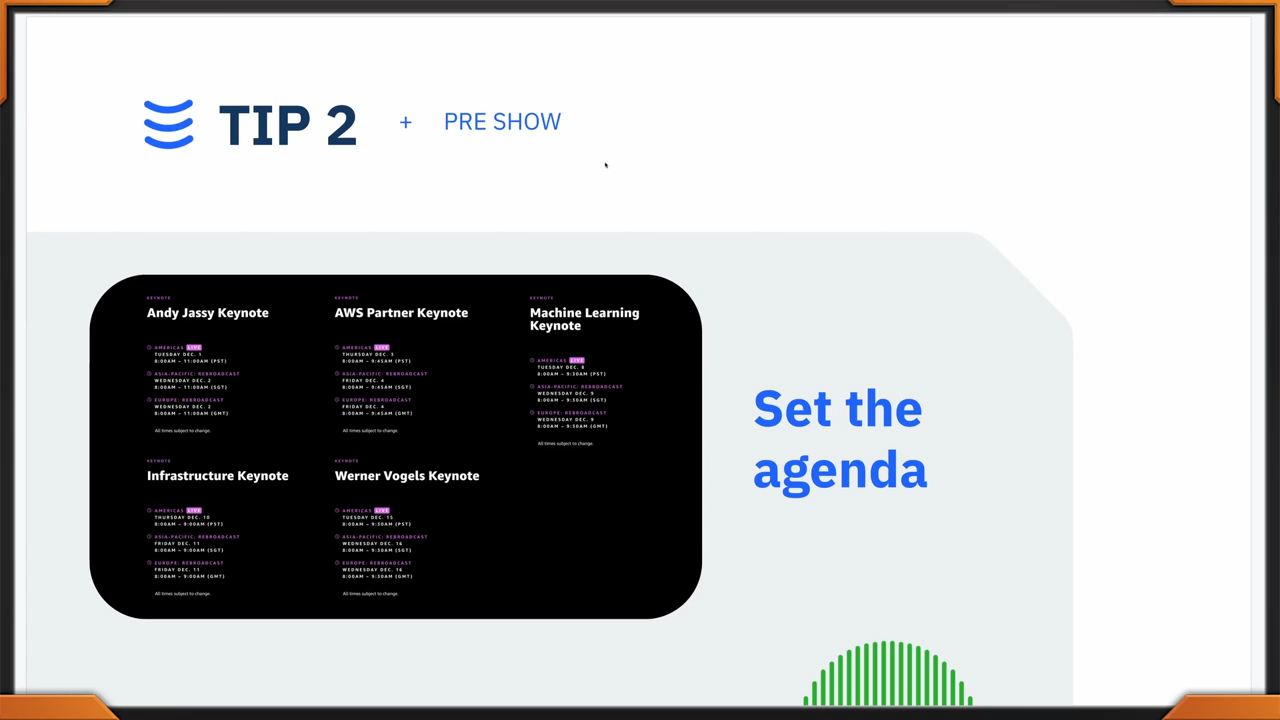 TIP 2 + PRE SHOW
KEYNOTE
Andy Jassy Keynote
AMERICAS LIVE
TUESDAY DEC. 1
8:00AM – 11:00AM (PST)
ASIA-PACIFIC: REBROADCAST
WEDNESDAY DEC. 2
8:00AM – 11:00AM (SGT)
EUROPE: REBROADCAST
WEDNESDAY DEC. 2
8:00AM – 11:00AM (GMT)
All times subject to change.
KEYNOTE
AWS Partner Keynote
AMERICAS LIVE
THURSDAY DEC. 3
8:00AM – 9:45AM (PST)
ASIA-PACIFIC: REBROADCAST
FRIDAY DEC. 4
8:00AM – 9:45AM (SGT)
EUROPE: REBROADCAST
FRIDAY DEC. 4
8:00AM – 9:45AM (GMT)
All times subject to change.
KEYNOTE
Machine Learning
Keynote
AMERICAS LIVE
TUESDAY DEC. 8
8:00AM – 9:30AM (PST)
ASIA-PACIFIC: REBROADCAST
WEDNESDAY DEC. 9
8:00AM – 9:30AM (SGT)
EUROPE: REBROADCAST
WEDNESDAY DEC. 9
8:00AM – 9:30AM (GMT)
All times subject to change.
KEYNOTE
Infrastructure Keynote
AMERICAS LIVE
THURSDAY DEC. 10
8:00AM – 9:00AM (PST)
ASIA-PACIFIC: REBROADCAST
FRIDAY DEC. 11
8:00AM – 9:00AM (SGT)
EUROPE: REBROADCAST
FRIDAY DEC. 11
8:00AM – 9:00AM (GMT)
All times subject to change.
KEYNOTE
Werner Vogels Keynote
AMERICAS LIVE
TUESDAY DEC. 15
8:00AM – 9:30AM (PST)
ASIA-PACIFIC: REBROADCAST
WEDNESDAY DEC. 16
8:00AM – 9:30AM (SGT)
EUROPE: REBROADCAST
WEDNESDAY DEC. 16
8:00AM – 9:30AM (GMT)
All times subject to change.
Set the
agenda